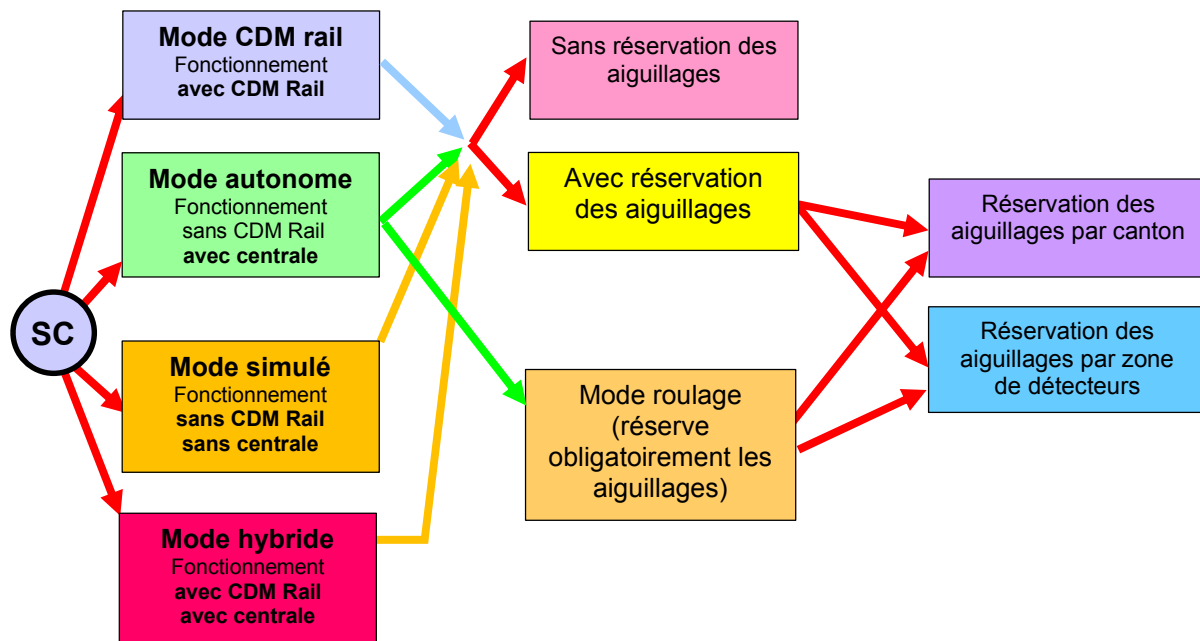 SC
Mode CDM rail
Fonctionnement
avec CDM Rail
Mode autonome
Fonctionnement
sans CDM Rail
avec centrale
Mode simulé
Fonctionnement
sans CDM Rail
sans centrale
Mode hybride
Fonctionnement
avec CDM Rail
avec centrale
Sans réservation des
aiguillages
Avec réservation
des aiguillages
Mode roulage
(réserve
obligatoirement les
aiguillages)
Réservation des
aiguillages par canton
Réservation des
aiguillages par zone
de détecteurs